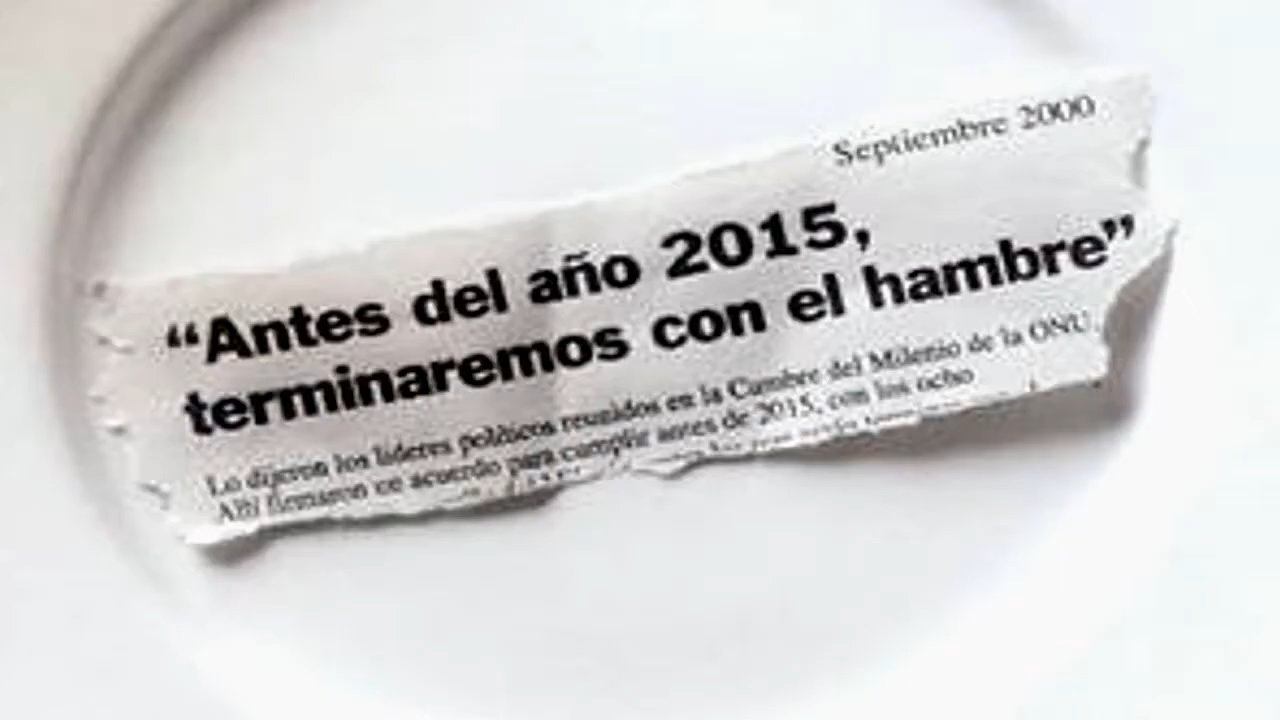 Septiembre 2000
“Antes del año 2015,
terminaremos con el hambre”
Lo dijeron los líderes políticos reunidos en la Cumbre del Milenio de la ONU.
Allí firmaron un acuerdo para cumplir antes de 2015, con los ocho